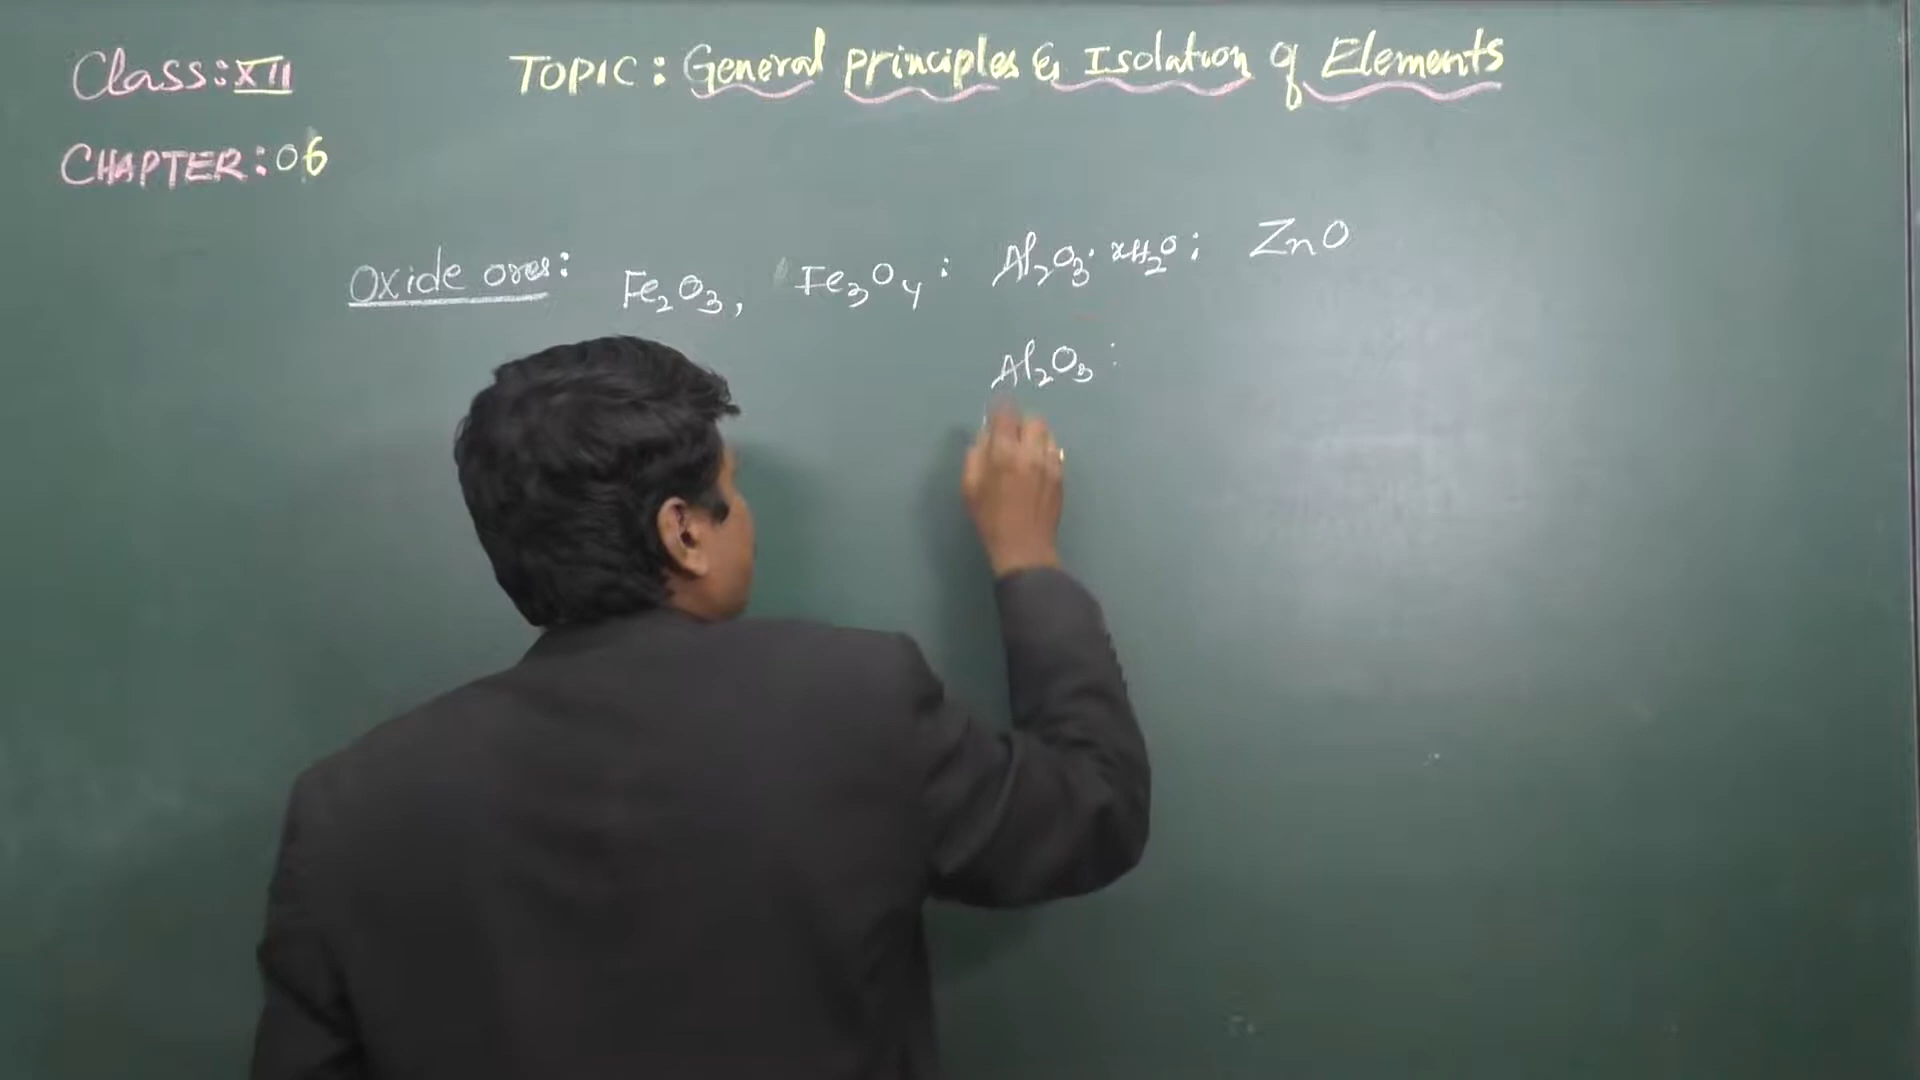 Class: XII
TOPIC: General principles & Isolation of Elements
CHAPTER: 06
Oxide ores: Fe₂O₃, Fe₃O₄: Al₂O₃·xH₂O; ZnO
Al₂O₃: